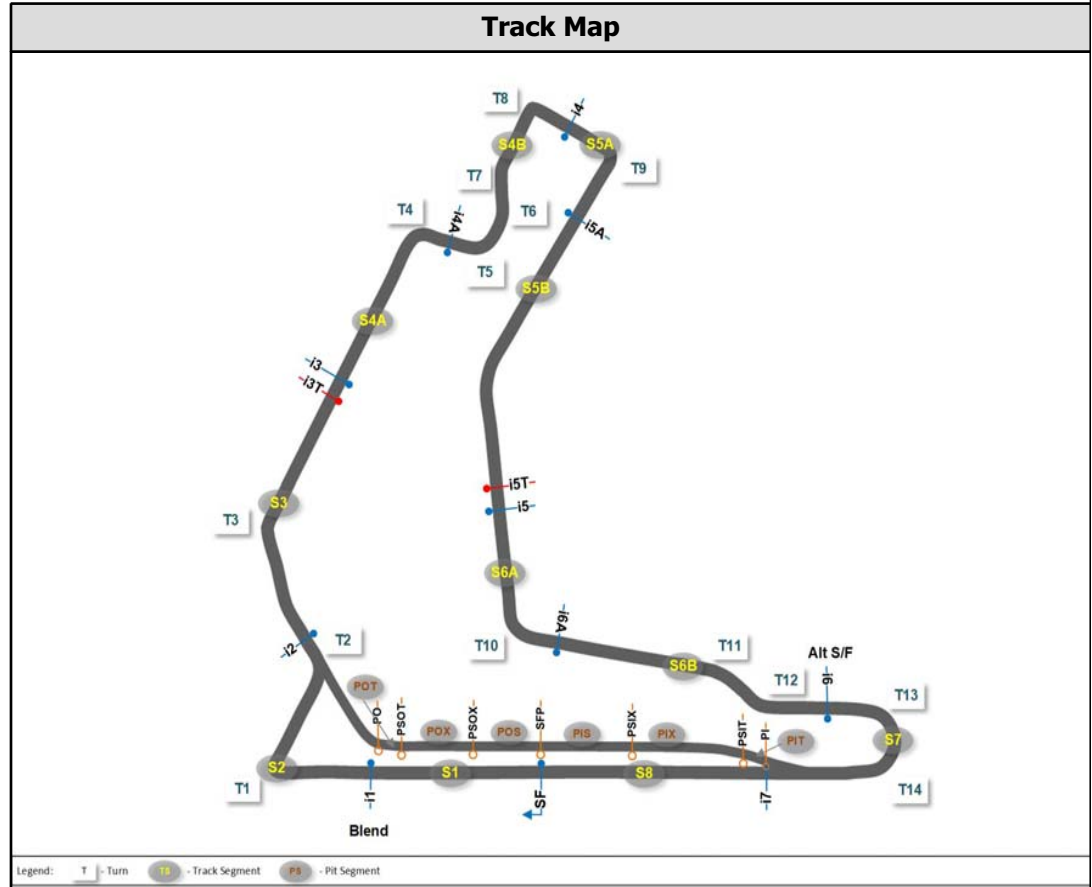 Track Map
T8
-i4-
S4B
S5A
T9
T7
T4
T6
-i4A-
-i5A-
T5
S5B
S4A
-i3
-i3T-
i5T-
-i5-
S3
T3
S6A
-i6A-
-i2-
T2
T10
T11
S6B
Alt S/F
-i6-
T12
T13
POT
-PO-
-PSOT-
POX
-PSOX-
POS
-SFP-
PIS
-PSIX-
PIX
-PSIT-
-PI-
PIT
S7
S2
S1
S8
T1
-i1-
SF
-i7-
T14
Blend
Legend: T - Turn TS - Track Segment PS - Pit Segment